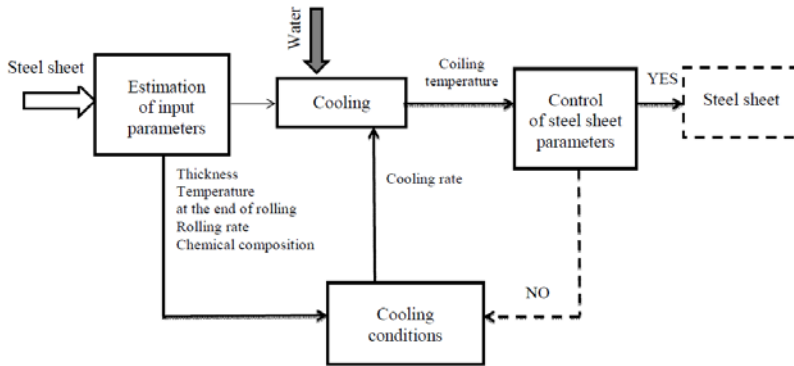 Water
Steel sheet
Estimation
of input
parameters
Cooling
Coiling
temperature
Control
of steel sheet
parameters
YES
Steel sheet
Thickness
Temperature
at the end of rolling
Rolling rate
Chemical composition
Cooling rate
NO
Cooling
conditions